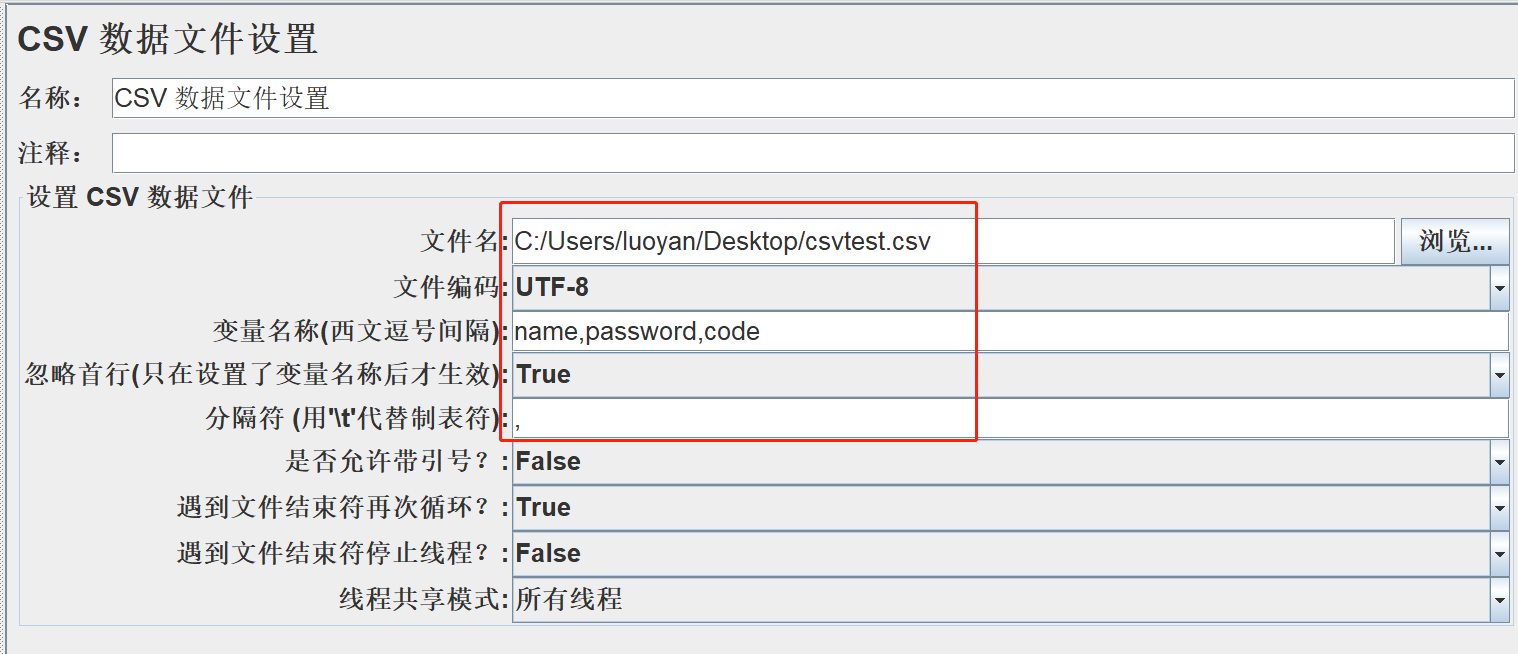 CSV 数据文件设置
名称： CSV 数据文件设置
注释：
设置 CSV 数据文件
文件名: C:/Users/luoyan/Desktop/csvtest.csv 浏览...
文件编码: UTF-8
变量名称(西文逗号间隔): name,password,code
忽略首行(只在设置了变量名称后才生效): True
分隔符 (用'\t'代替制表符): ,
是否允许带引号？: False
遇到文件结束符再次循环？: True
遇到文件结束符停止线程？: False
线程共享模式: 所有线程